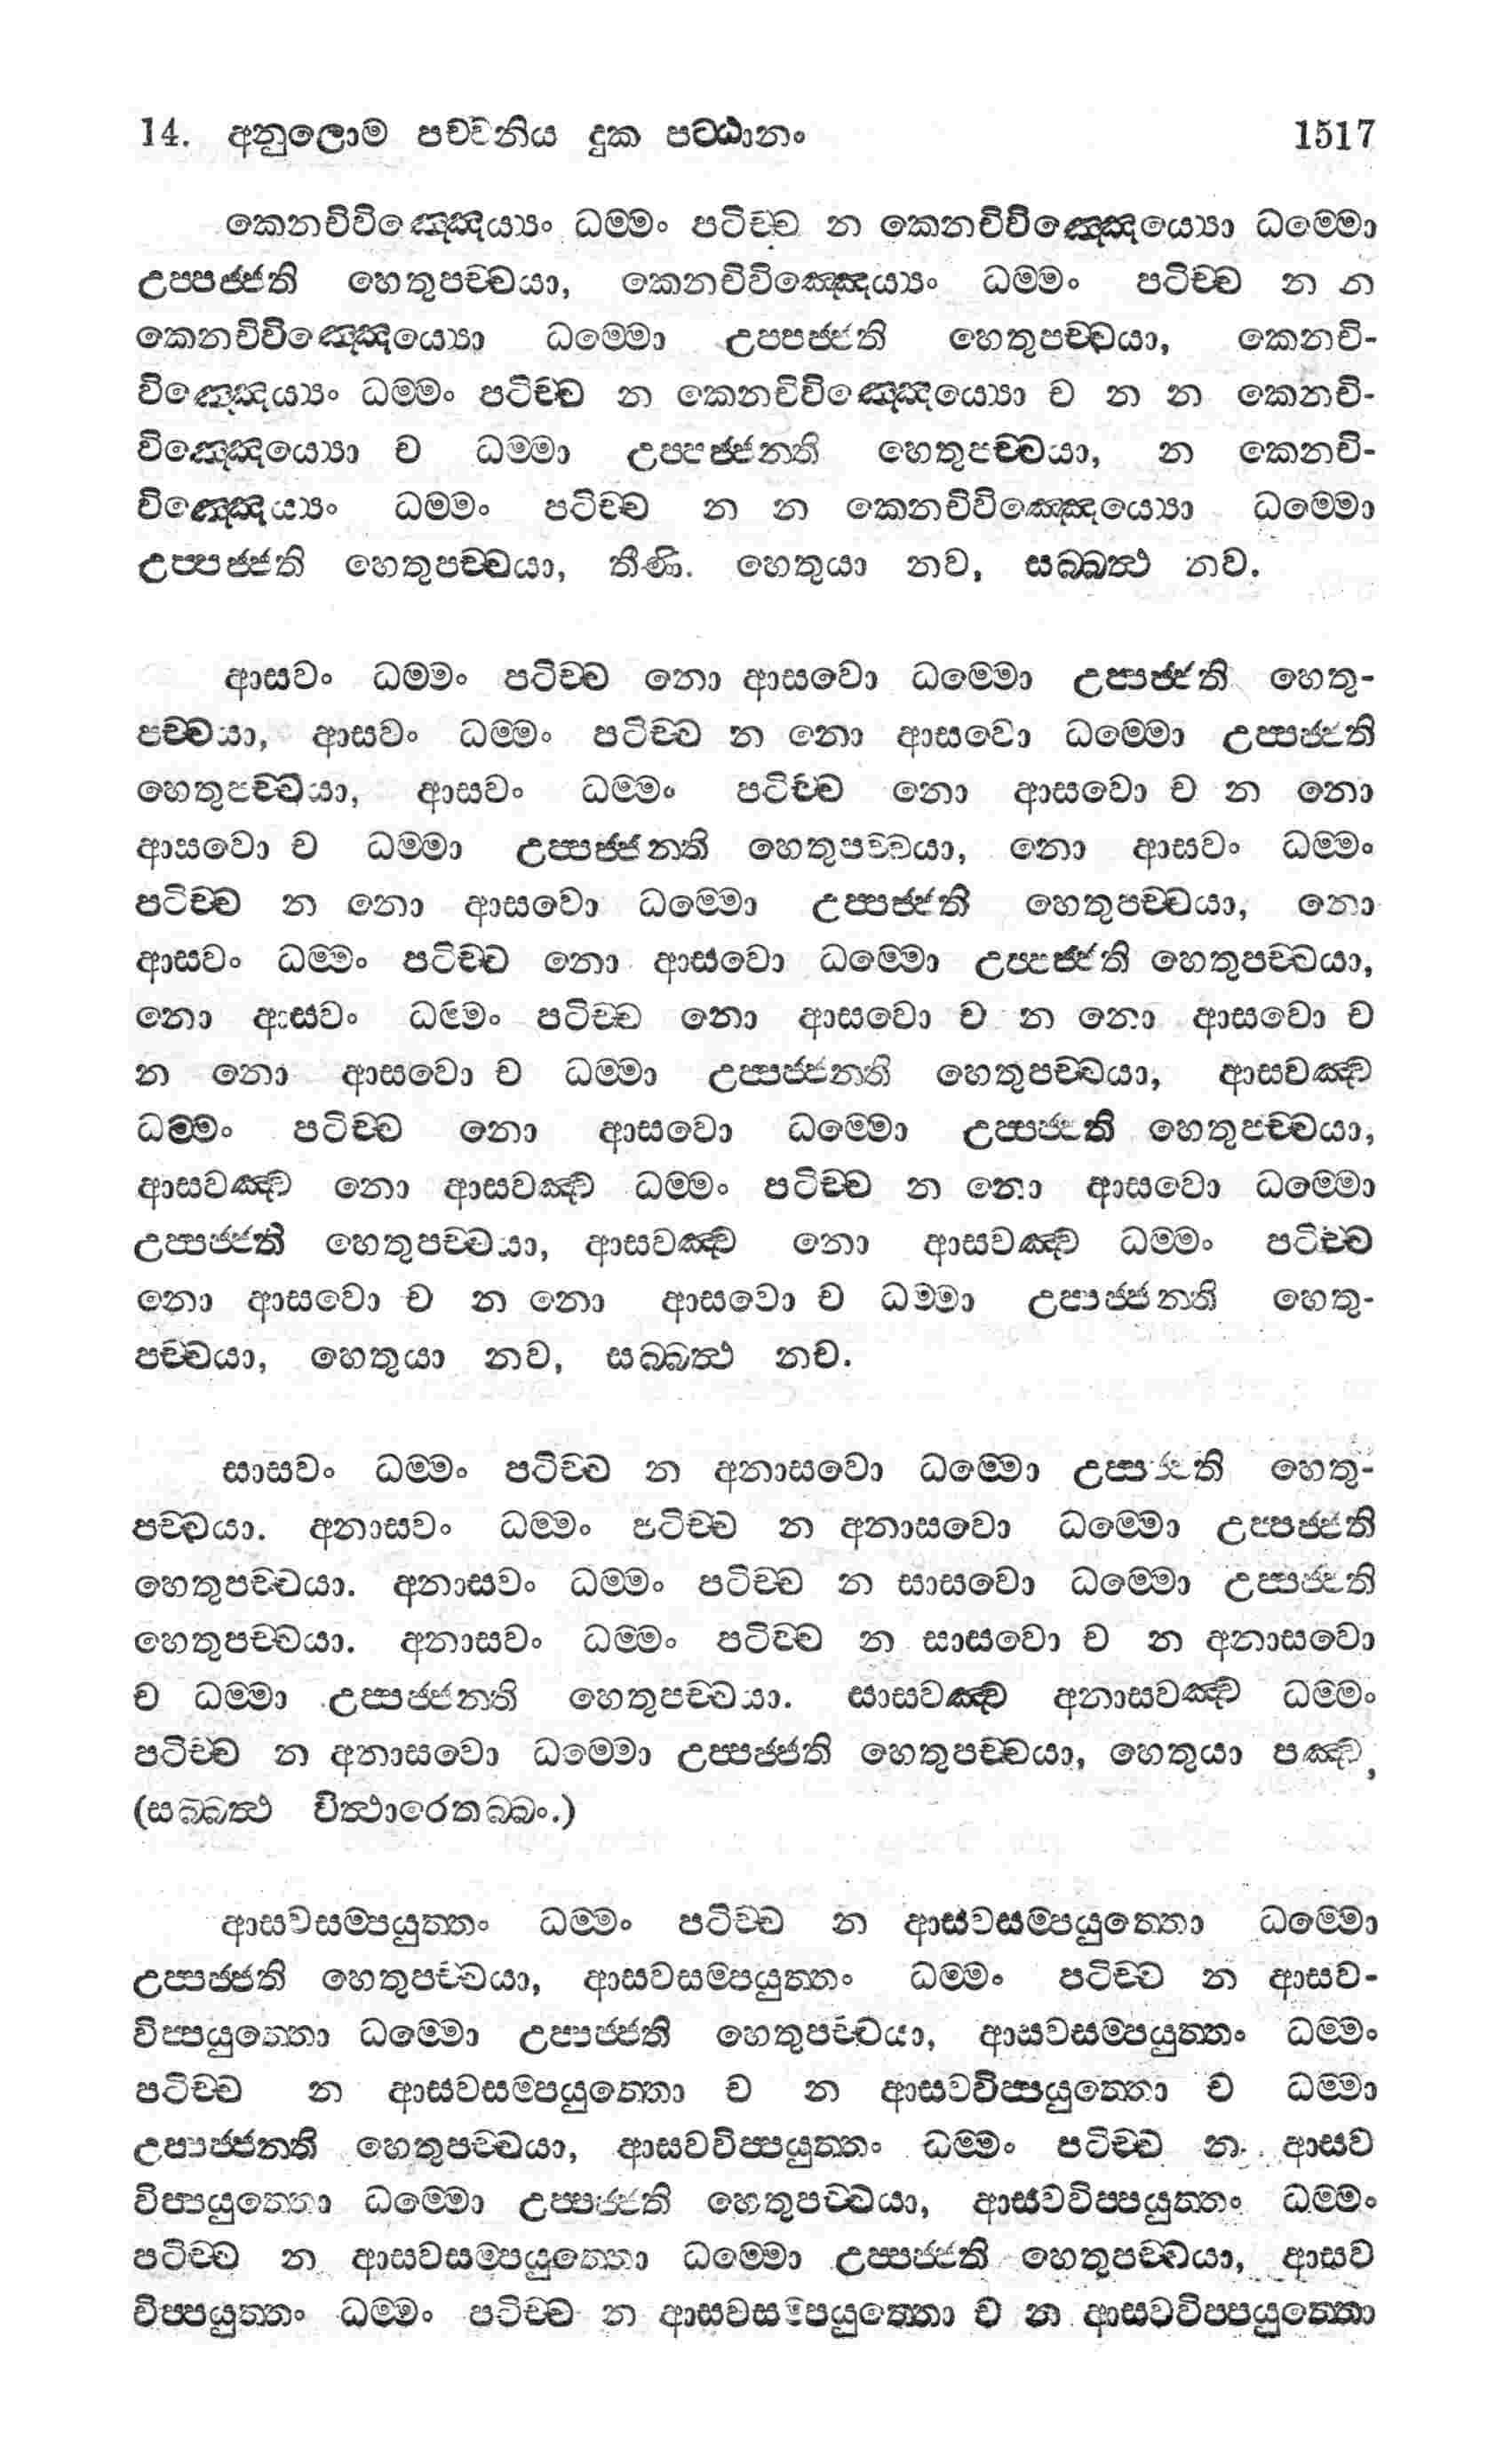 14. අනුලොම පච්චනිය දුක පට්ඨානං 1517
කෙනචිවිඤ්ඤෙය්‍යං ධම්මං පටිච්ච න කෙනචිවිඤ්ඤෙය්‍යො ධම්මො
උප්පජ්ජති හෙතුපච්චයා, කෙනචිවිඤ්ඤෙය්‍යං ධම්මං පටිච්ච න න
කෙනචිවිඤ්ඤෙය්‍යො ධම්මො උප්පජ්ජති හෙතුපච්චයා, කෙනචි-
විඤ්ඤෙය්‍යං ධම්මං පටිච්ච න කෙනචිවිඤ්ඤෙය්‍යො ච න න කෙනචි-
විඤ්ඤෙය්‍යො ච ධම්මා උප්පජ්ජන්ති හෙතුපච්චයා, න කෙනචි-
විඤ්ඤෙය්‍යං ධම්මං පටිච්ච න න කෙනචිවිඤ්ඤෙය්‍යො ධම්මො
උප්පජ්ජති හෙතුපච්චයා, තීණි. හෙතුයා නව, සබ්බත්ථ නව.
ආසවං ධම්මං පටිච්ච නො ආසවො ධම්මො උප්පජ්ජති හෙතු-
පච්චයා, ආසවං ධම්මං පටිච්ච න නො ආසවො ධම්මො උප්පජ්ජති
හෙතුපච්චයා, ආසවං ධම්මං පටිච්ච නො ආසවො ච න නො
ආසවො ච ධම්මා උප්පජ්ජන්ති හෙතුපච්චයා, නො ආසවං ධම්මං
පටිච්ච න නො ආසවො ධම්මො උප්පජ්ජති හෙතුපච්චයා, නො
ආසවං ධම්මං පටිච්ච නො ආසවො ධම්මො උප්පජ්ජති හෙතුපච්චයා,
නො ආසවං ධම්මං පටිච්ච නො ආසවො ච න නො ආසවො ච
න නො ආසවො ච ධම්මා උප්පජ්ජන්ති හෙතුපච්චයා, ආසවඤ්ච
ධම්මං පටිච්ච නො ආසවො ධම්මො උප්පජ්ජති හෙතුපච්චයා,
ආසවඤ්ච නො ආසවඤ්ච ධම්මං පටිච්ච න නො ආසවො ධම්මො
උප්පජ්ජති හෙතුපච්චයා, ආසවඤ්ච නො ආසවඤ්ච ධම්මං පටිච්ච
නො ආසවො ච න නො ආසවො ච ධම්මා උප්පජ්ජන්ති හෙතු-
පච්චයා, හෙතුයා නව, සබ්බත්ථ නව.
සාසවං ධම්මං පටිච්ච න අනාසවො ධම්මො උප්පජ්ජති හෙතු-
පච්චයා. අනාසවං ධම්මං පටිච්ච න අනාසවො ධම්මො උප්පජ්ජති
හෙතුපච්චයා. අනාසවං ධම්මං පටිච්ච න සාසවො ධම්මො උප්පජ්ජති
හෙතුපච්චයා. අනාසවං ධම්මං පටිච්ච න සාසවො ච න අනාසවො
ච ධම්මා උප්පජ්ජන්ති හෙතුපච්චයා. සාසවඤ්ච අනාසවඤ්ච ධම්මං
පටිච්ච න අනාසවො ධම්මො උප්පජ්ජති හෙතුපච්චයා, හෙතුයා පඤ්ච,
(සබ්බත්ථ විත්ථාරෙතබ්බං.)
ආසවසම්පයුත්තං ධම්මං පටිච්ච න ආසවසම්පයුත්තො ධම්මො
උප්පජ්ජති හෙතුපච්චයා, ආසවසම්පයුත්තං ධම්මං පටිච්ච න ආසව-
විප්පයුත්තො ධම්මො උප්පජ්ජති හෙතුපච්චයා, ආසවසම්පයුත්තං ධම්මං
පටිච්ච න ආසවසම්පයුත්තො ච න ආසවවිප්පයුත්තො ච ධම්මා
උප්පජ්ජන්ති හෙතුපච්චයා, ආසවවිප්පයුත්තං ධම්මං පටිච්ච න ආසව
විප්පයුත්තො ධම්මො උප්පජ්ජති හෙතුපච්චයා, ආසවවිප්පයුත්තං ධම්මං
පටිච්ච න ආසවසම්පයුත්තො ධම්මො උප්පජ්ජති හෙතුපච්චයා, ආසව
විප්පයුත්තං ධම්මං පටිච්ච න ආසවසම්පයුත්තො ච න ආසවවිප්පයුත්තො